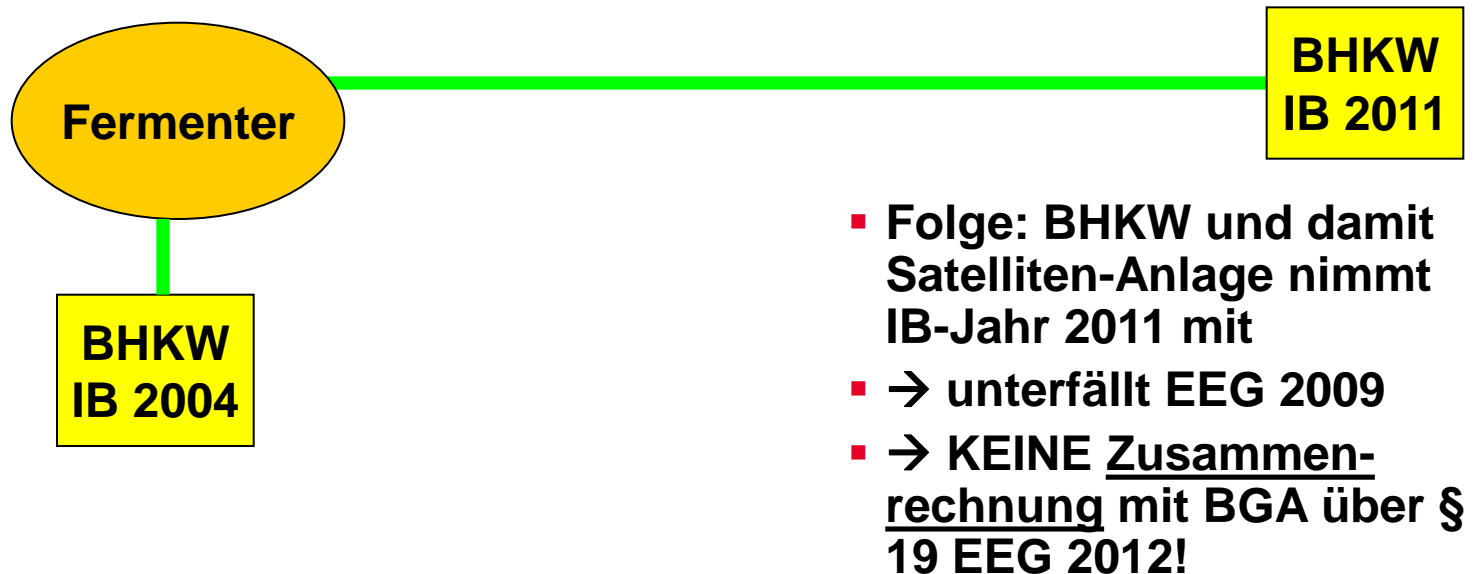 Fermenter
BHKW
IB 2011
BHKW
IB 2004
▪ Folge: BHKW und damit
Satelliten-Anlage nimmt
IB-Jahr 2011 mit
▪ → unterfällt EEG 2009
▪ → KEINE Zusammen-
rechnung mit BGA über §
19 EEG 2012!